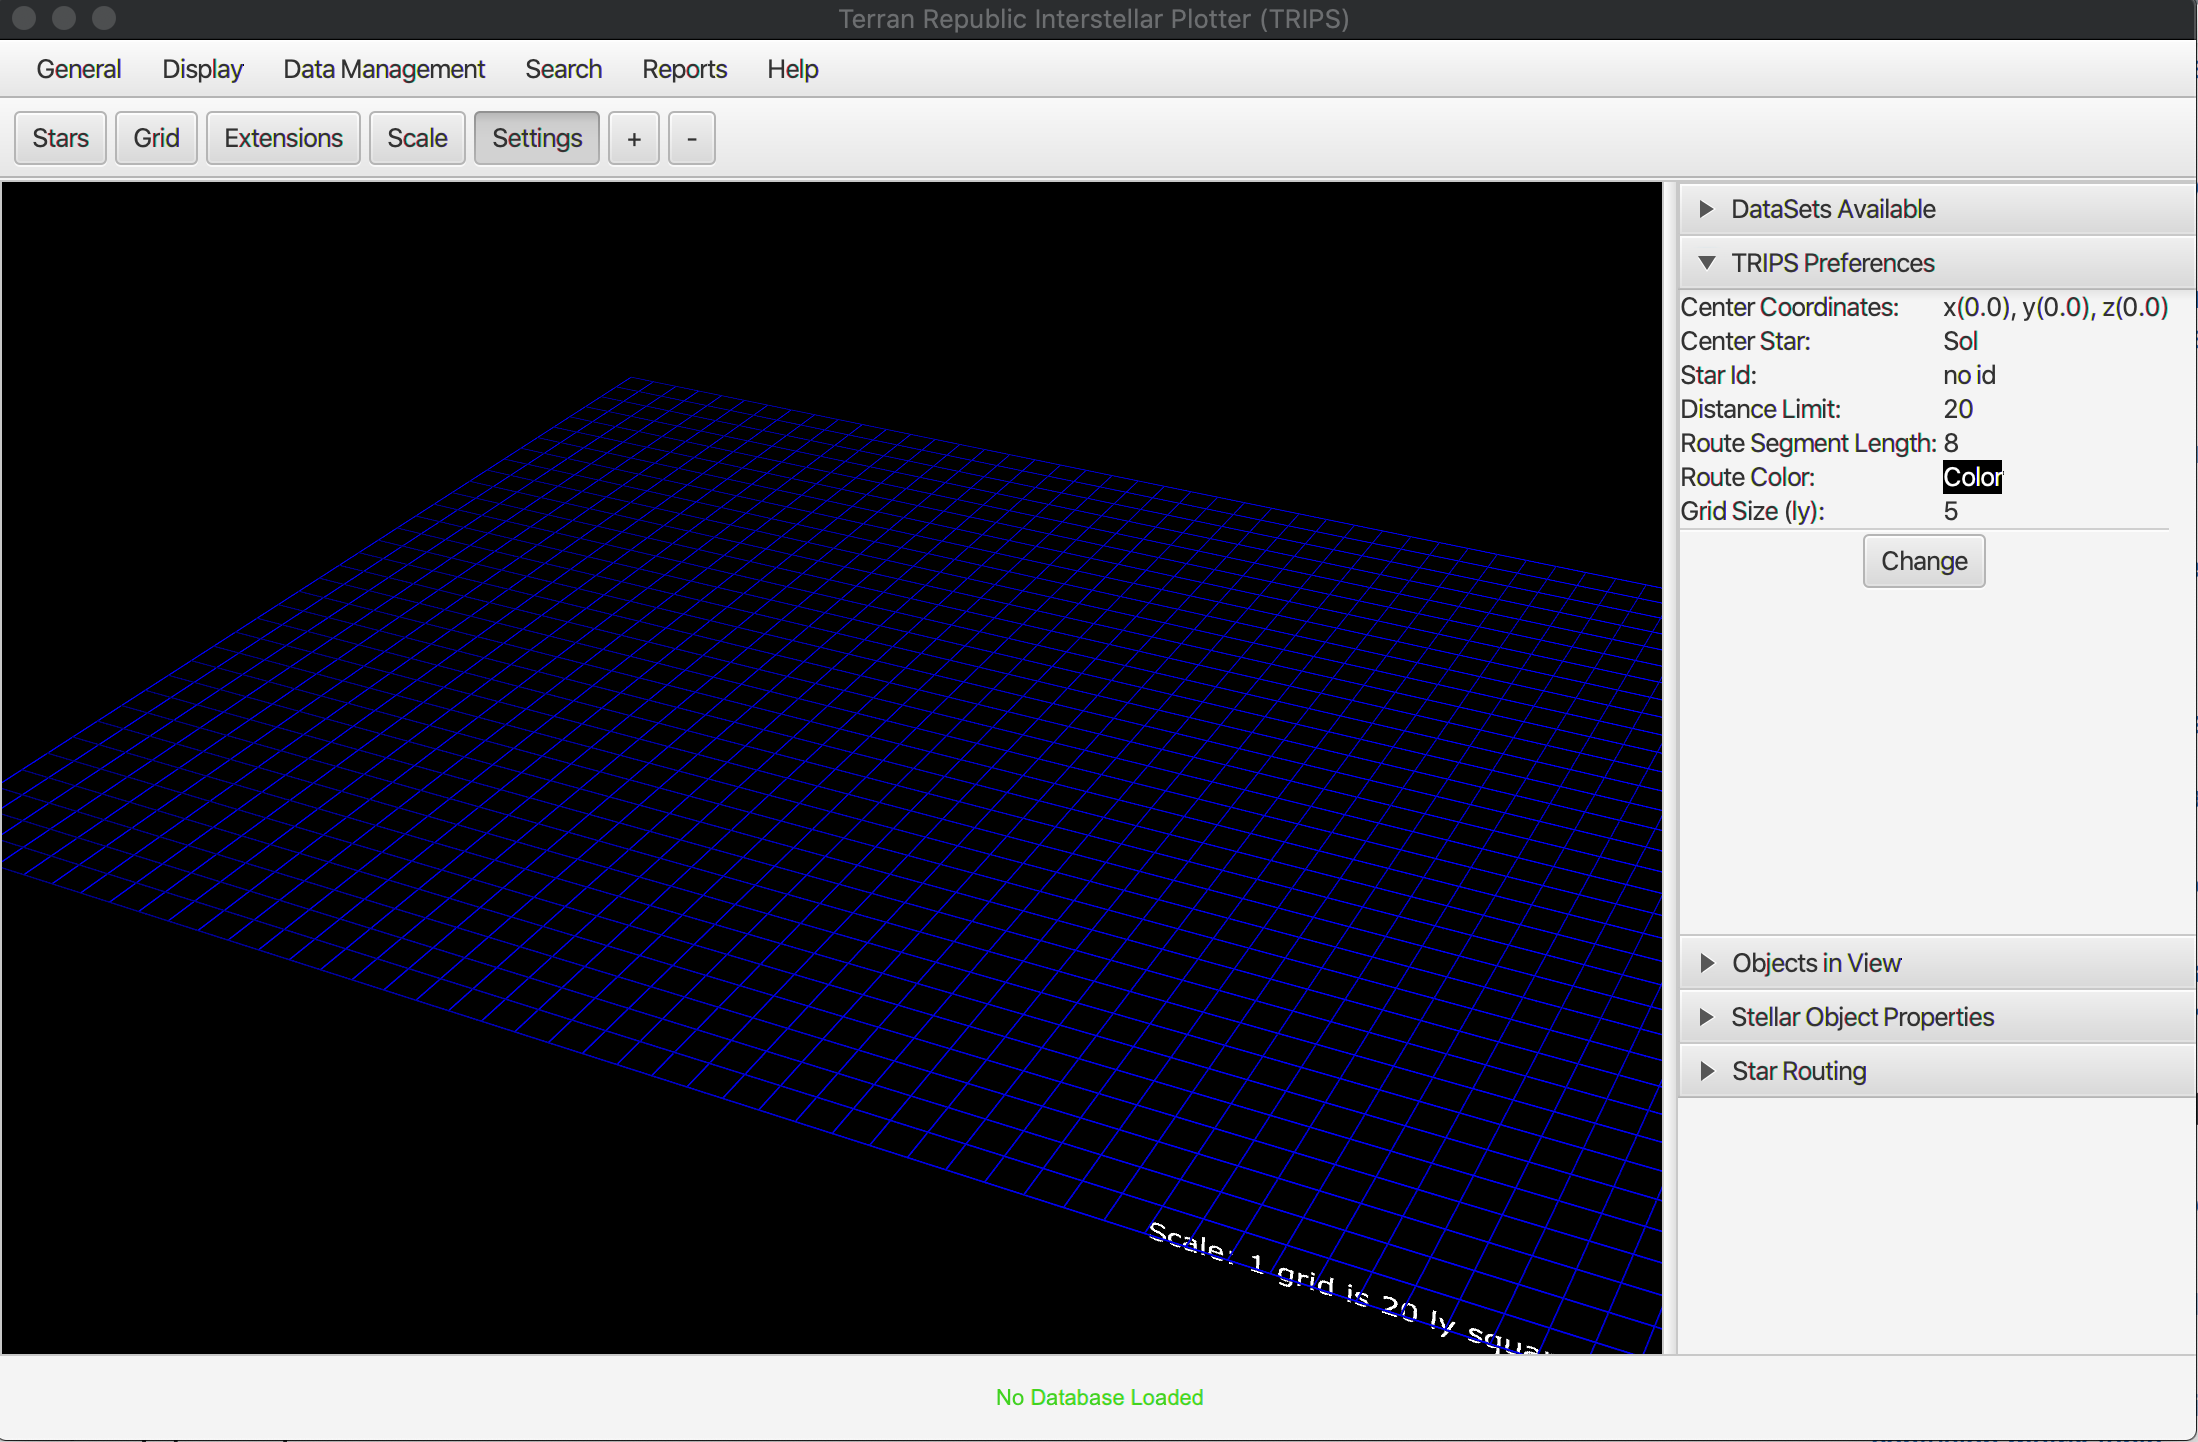 Terran Republic Interstellar Plotter (TRIPS)
General Display Data Management Search Reports Help
Stars Grid Extensions Scale Settings + -
DataSets Available
TRIPS Preferences
Center Coordinates: x(0.0), y(0.0), z(0.0)
Center Star: Sol
Star Id: no id
Distance Limit: 20
Route Segment Length: 8
Route Color: Color
Grid Size (ly): 5
Change
Objects in View
Stellar Object Properties
Star Routing
Scale: 1 grid is 20 ly
No Database Loaded